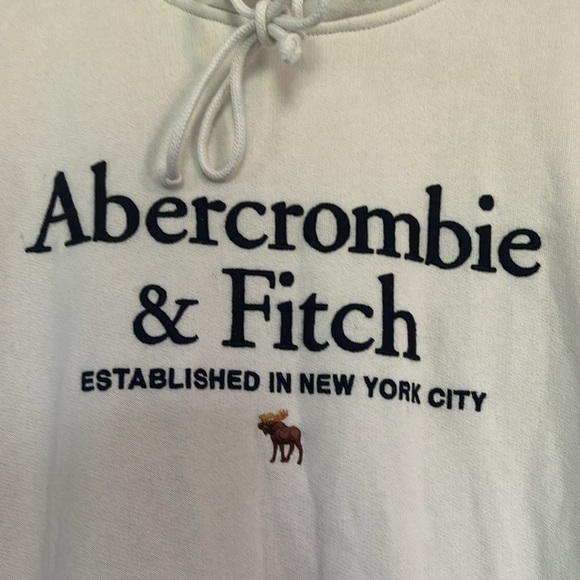 Abercrombie
& Fitch
ESTABLISHED IN NEW YORK CITY